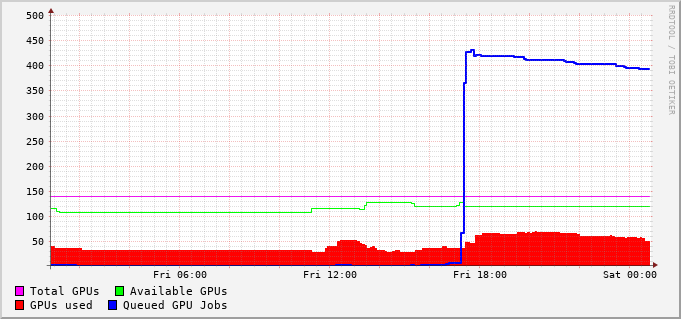 500
450
400
350
300
250
200
150
100
50
Fri 06:00 Fri 12:00 Fri 18:00 Sat 00:00
Total GPUs Available GPUs
GPUs used Queued GPU Jobs
RRDTOOL / TOBI OETIKER